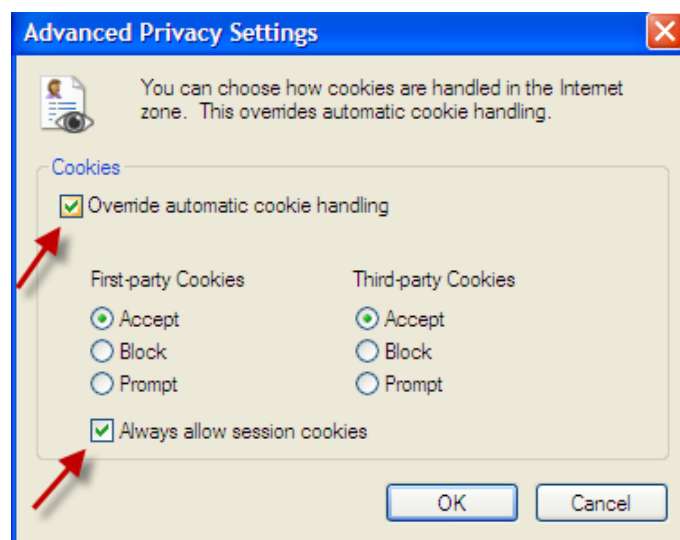 Advanced Privacy Settings
You can choose how cookies are handled in the Internet
zone.  This overrides automatic cookie handling.
Cookies
Override automatic cookie handling
First-party Cookies
Third-party Cookies
Accept
Accept
Block
Block
Prompt
Prompt
Always allow session cookies
OK
Cancel